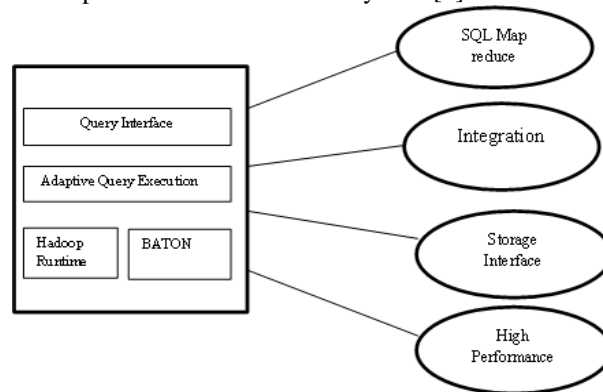 SQL Map
reduce
Query Interface
Integration
Adaptive Query Execution
Hadoop
Runtime
BATON
Storage
Interface
High
Performance